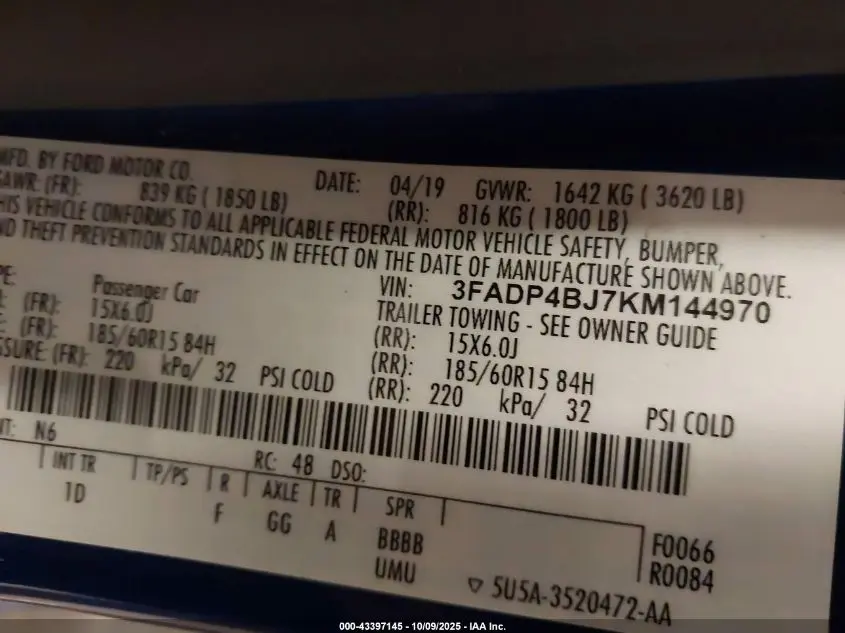 MFD. BY FORD MOTOR CO.
DATE: 04/19 GVWR: 1642 KG ( 3620 LB)
GAWR: (FR): 839 KG ( 1850 LB) (RR): 816 KG ( 1800 LB)
THIS VEHICLE CONFORMS TO ALL APPLICABLE FEDERAL MOTOR VEHICLE SAFETY, BUMPER,
ND THEFT PREVENTION STANDARDS IN EFFECT ON THE DATE OF MANUFACTURE SHOWN ABOVE.
VIN: 3FADP4BJ7KM144970
PE: Passenger Car TRAILER TOWING - SEE OWNER GUIDE
(FR): 15X6.0J (RR): 15X6.0J
(FR): 185/60R15 84H (RR): 185/60R15 84H
SSURE: (FR): 220 kPa/ 32 PSI COLD (RR): 220 kPa/ 32 PSI COLD
NT: N6
RC: 48 DSO:
INT TR TP/PS R AXLE TR SPR
1D F GG A BBBB
UMU
F0066
R0084
▽ 5U5A-3520472-AA
000-43397145 - 10/09/2025 - IAA Inc.